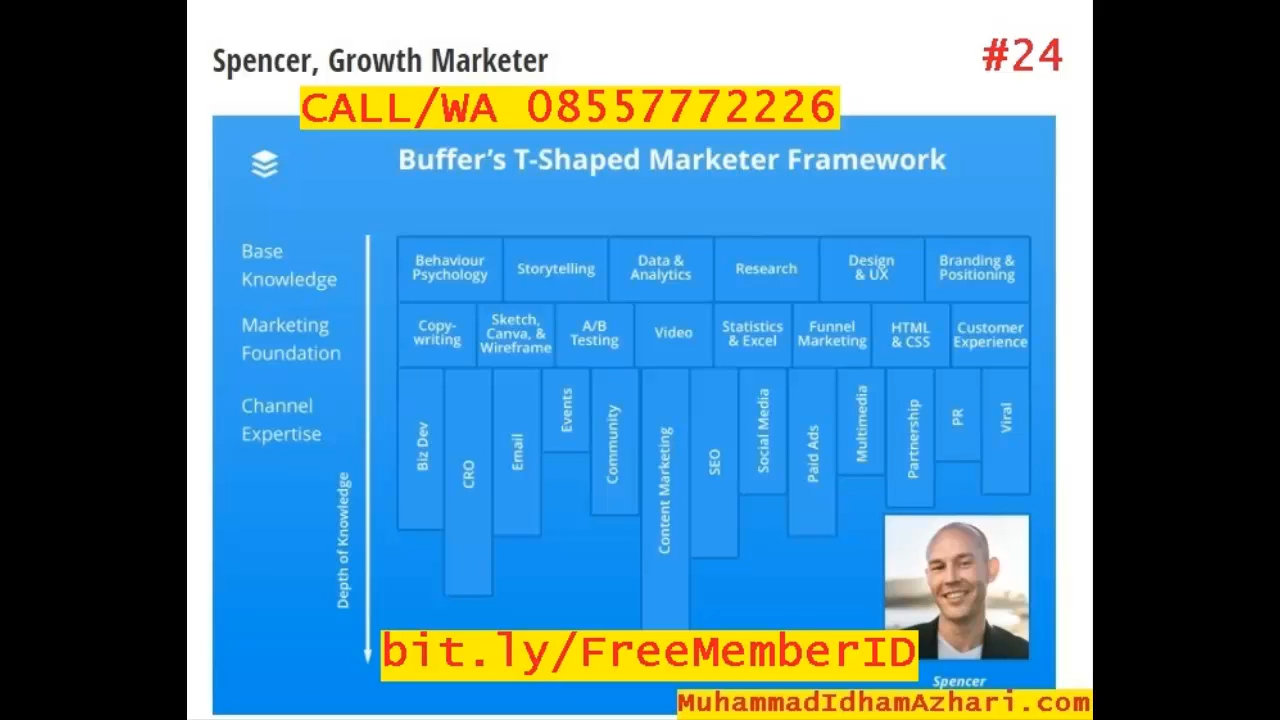 Spencer, Growth Marketer
#24
CALL/WA 08557772226
Buffer's T-Shaped Marketer Framework
Base
Knowledge
Behaviour
Psychology
Storytelling
Data &
Analytics
Research
Design
& UX
Branding &
Positioning
Marketing
Foundation
Copy-
writing
Sketch,
Canva, &
Wireframe
A/B
Testing
Video
Statistics
& Excel
Funnel
Marketing
HTML
& CSS
Customer
Experience
Channel
Expertise
Biz Dev
CRO
Email
Events
Community
Content Marketing
SEO
Social Media
Paid Ads
Multimedia
Partnership
PR
Viral
Depth of Knowledge
bit.ly/FreeMemberID
Spencer
MuhammadIdhamAzhari.com